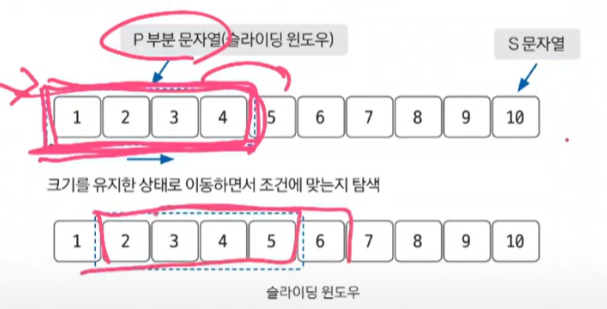 P 부분 문자열(슬라이딩 윈도우)
S 문자열
1 2 3 4 5 6 7 8 9 10
크기를 유지한 상태로 이동하면서 조건에 맞는지 탐색
1 2 3 4 5 6 7 8 9 10
슬라이딩 윈도우